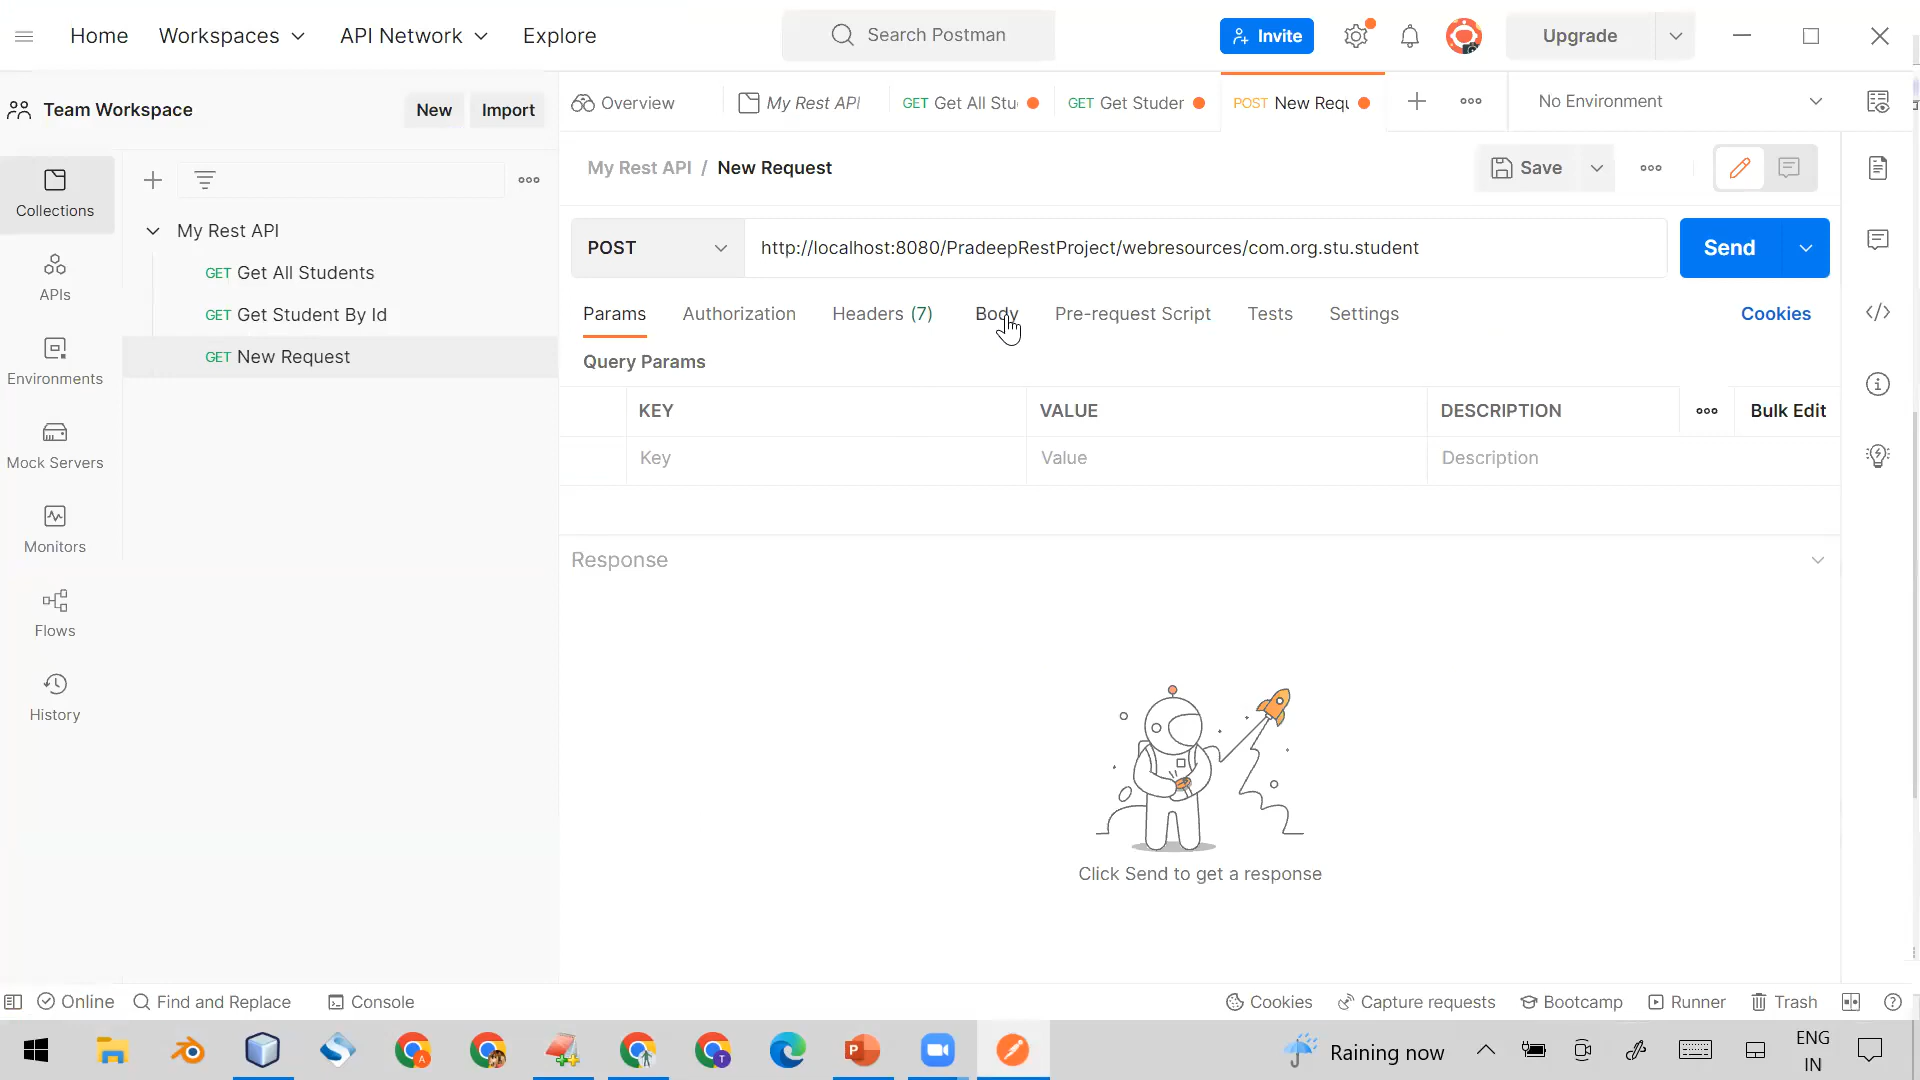 Home
Workspaces
API Network
Explore
Search Postman
Invite
Upgrade
Team Workspace
New
Import
Overview
My Rest API
GET Get All Stu
GET Get Studer
POST New Requ
No Environment
My Rest API / New Request
Save
Collections
APIs
Environments
Mock Servers
Monitors
Flows
History
My Rest API
GET Get All Students
GET Get Student By Id
GET New Request
POST
http://localhost:8080/PradeepRestProject/webresources/com.org.stu.student
Send
Params
Authorization
Headers (7)
Body
Pre-request Script
Tests
Settings
Cookies
Query Params
KEY
VALUE
DESCRIPTION
Bulk Edit
Key
Value
Description
Response
Click Send to get a response
Online
Find and Replace
Console
Cookies
Capture requests
Bootcamp
Runner
Trash
A
T
P
Raining now
ENG
IN